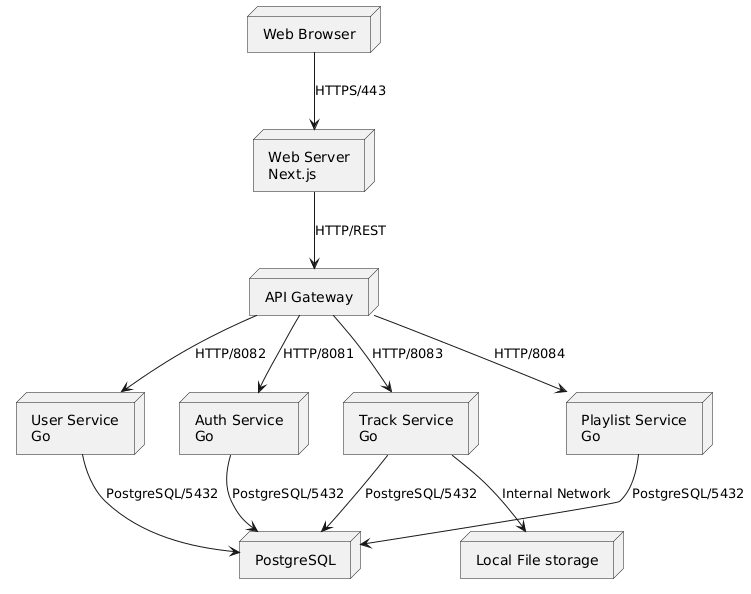 Web Browser
HTTPS/443
Web Server
Next.js
HTTP/REST
API Gateway
HTTP/8082
HTTP/8081
HTTP/8083
HTTP/8084
User Service
Go
Auth Service
Go
Track Service
Go
Playlist Service
Go
PostgreSQL/5432
PostgreSQL/5432
PostgreSQL/5432
Internal Network
PostgreSQL/5432
PostgreSQL
Local File storage